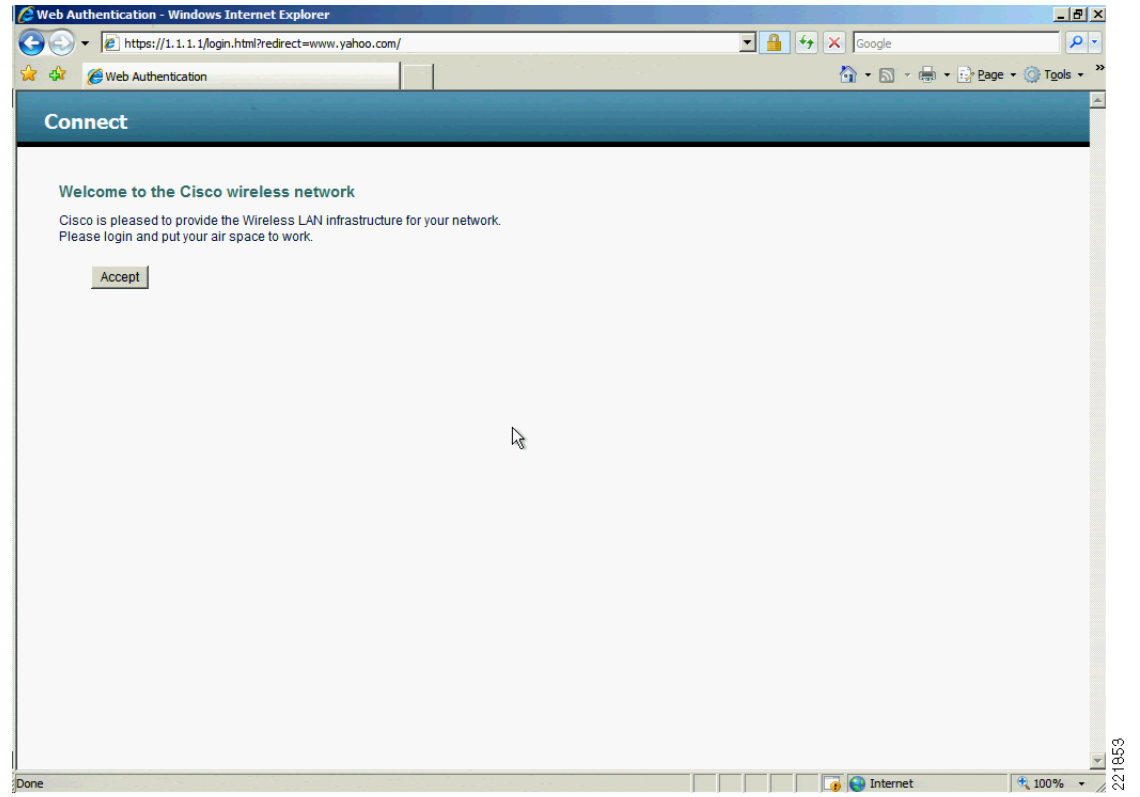 Web Authentication - Windows Internet Explorer
https://1.1.1.1/login.html?redirect=www.yahoo.com/
Google
Web Authentication
Page
Tools
Connect
Welcome to the Cisco wireless network
Cisco is pleased to provide the Wireless LAN infrastructure for your network.
Please login and put your air space to work.
Accept
Done
Internet
100%
221853